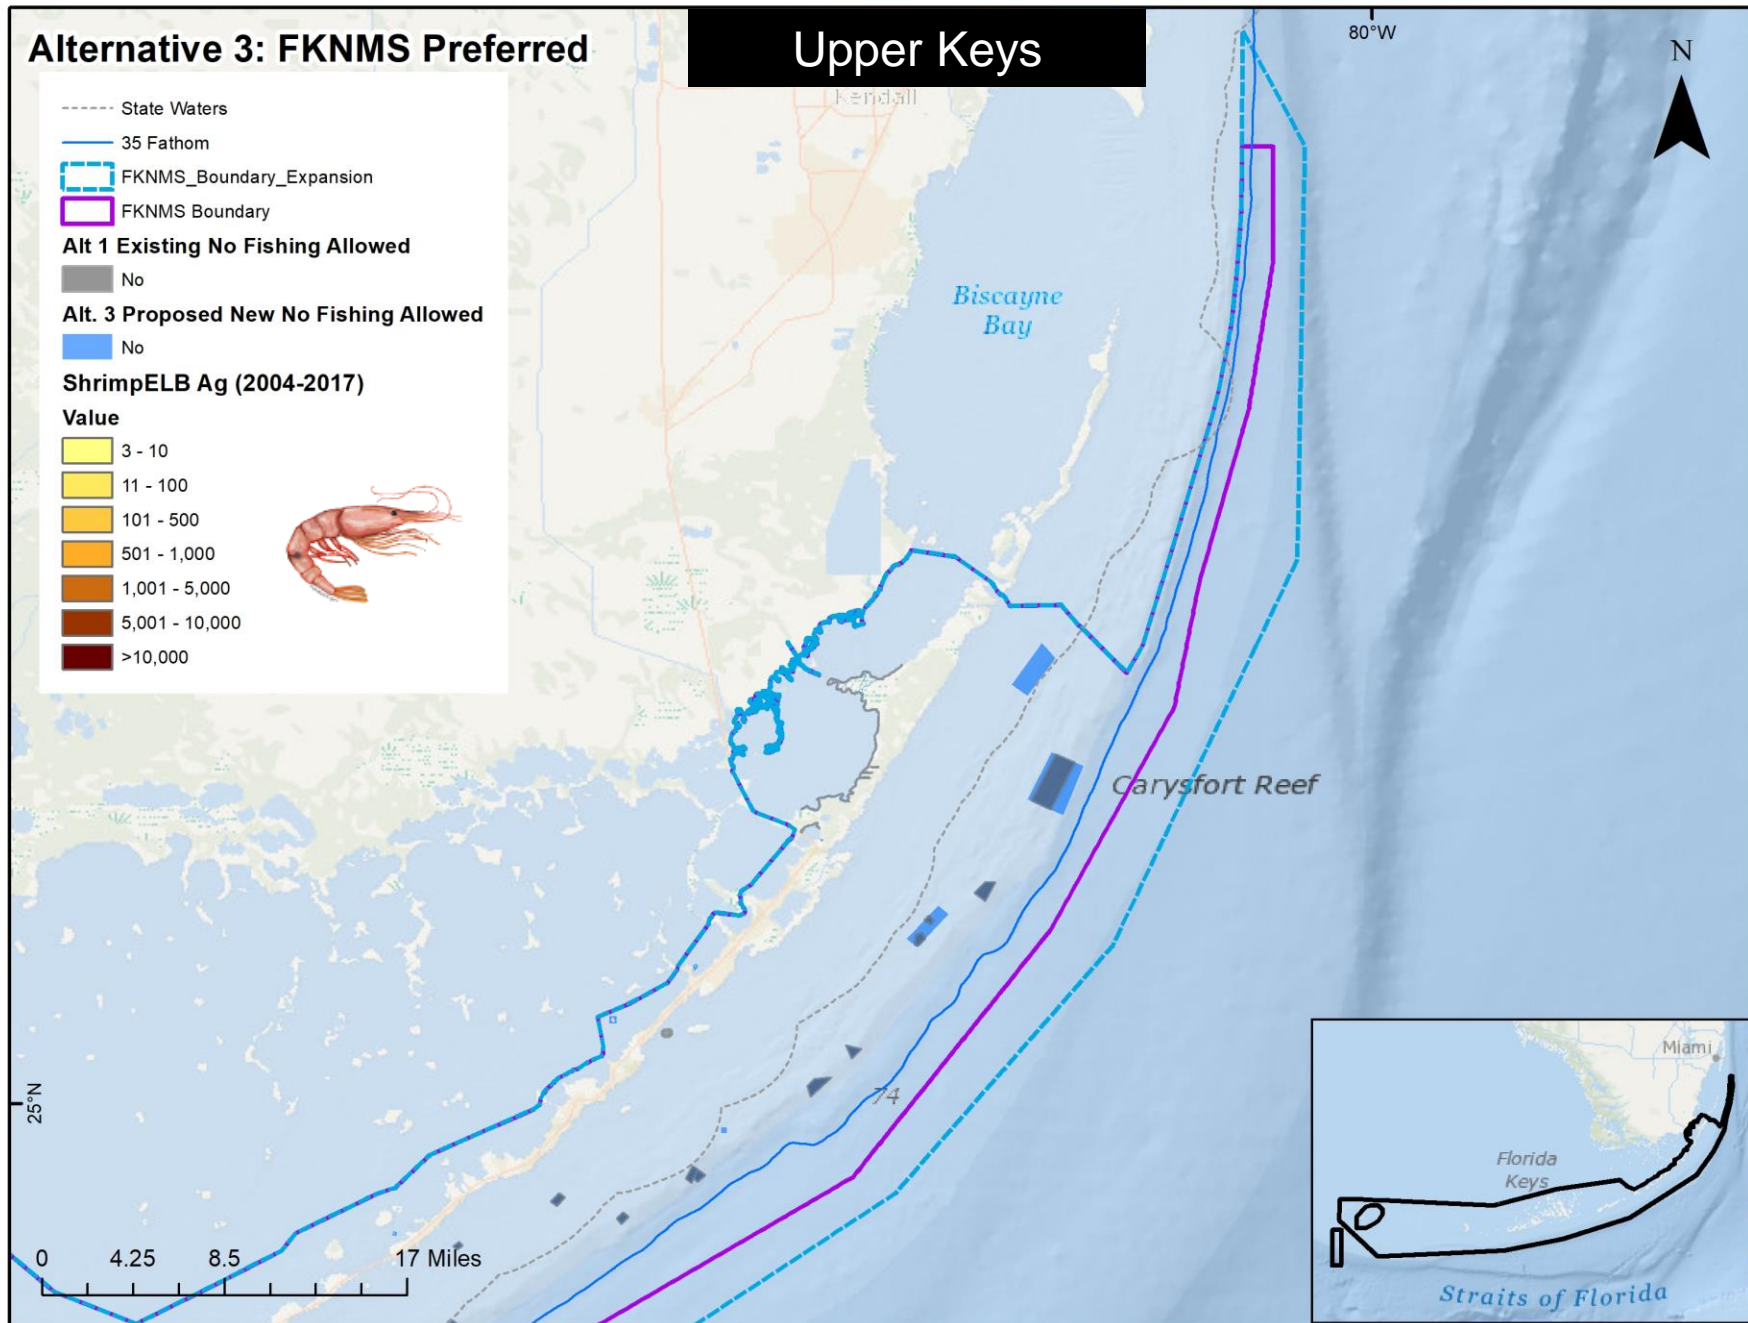 Alternative 3: FKNMS Preferred
Upper Keys
80°W
N
State Waters
35 Fathom
FKNMS_Boundary_Expansion
FKNMS Boundary
Alt 1 Existing No Fishing Allowed
No
Alt. 3 Proposed New No Fishing Allowed
No
ShrimpELB Ag (2004-2017)
Value
3 - 10
11 - 100
101 - 500
501 - 1,000
1,001 - 5,000
5,001 - 10,000
>10,000
Kendall
Biscayne
Bay
Carysfort Reef
74
25°N
0 4.25 8.5 17 Miles
Miami
Florida
Keys
Straits of Florida